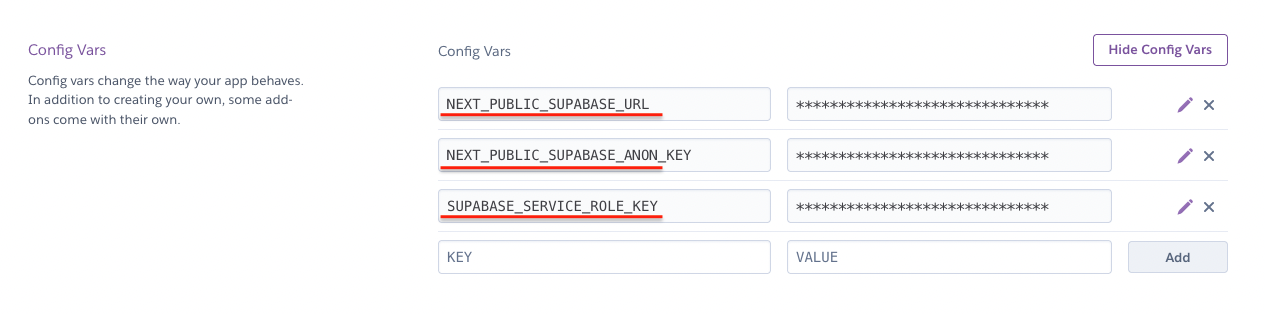 Config Vars
Config vars change the way your app behaves.
In addition to creating your own, some add-
ons come with their own.
Config Vars
Hide Config Vars
NEXT_PUBLIC_SUPABASE_URL
******************************
NEXT_PUBLIC_SUPABASE_ANON_KEY
******************************
SUPABASE_SERVICE_ROLE_KEY
******************************
KEY
VALUE
Add